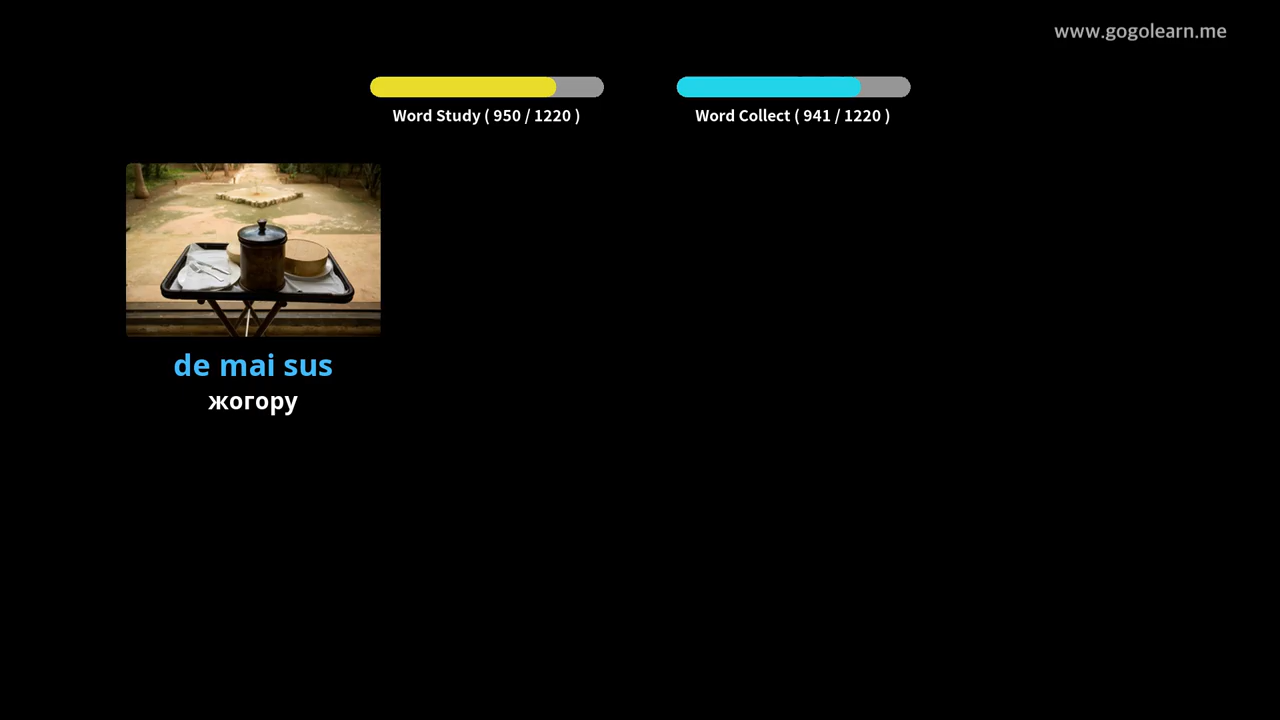 www.gogolearn.me
Word Study ( 950 / 1220 )
Word Collect ( 941 / 1220 )
de mai sus
жогору